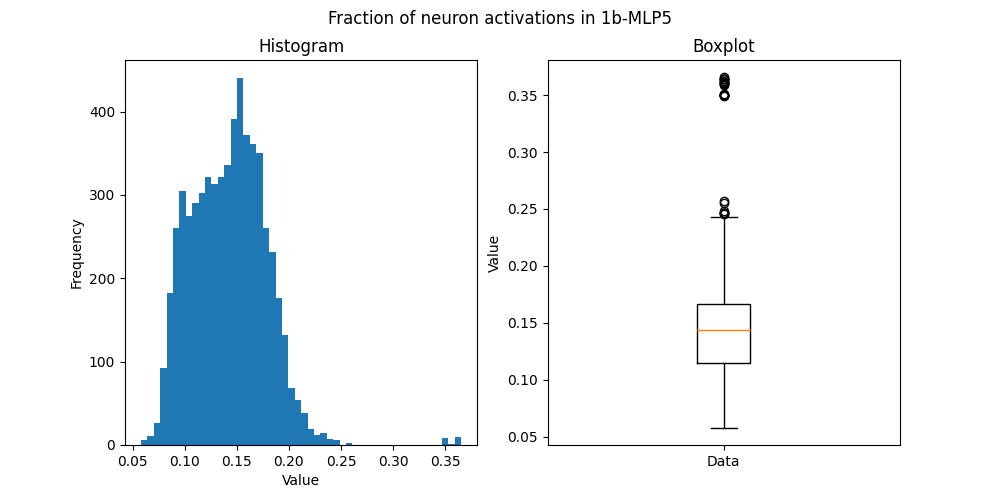 Fraction of neuron activations in 1b-MLP5
Histogram
Frequency
400
300
200
100
0
0.05 0.10 0.15 0.20 0.25 0.30 0.35
Value
Boxplot
Value
0.35
0.30
0.25
0.20
0.15
0.10
0.05
Data